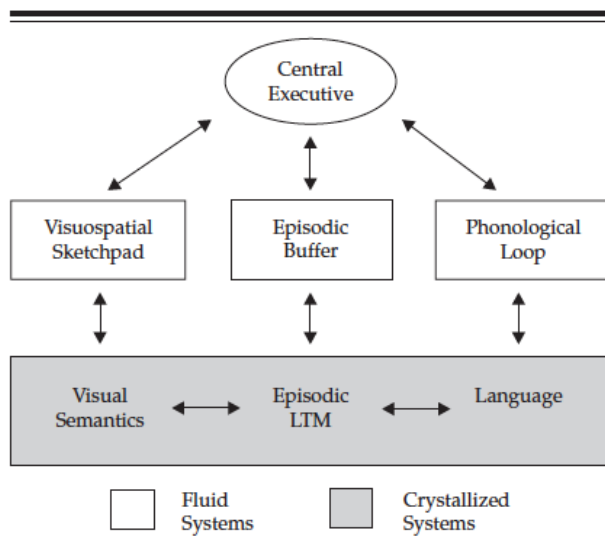 Central
Executive
Visuospatial
Sketchpad
Episodic
Buffer
Phonological
Loop
Visual
Semantics
Episodic
LTM
Language
Fluid
Systems
Crystallized
Systems